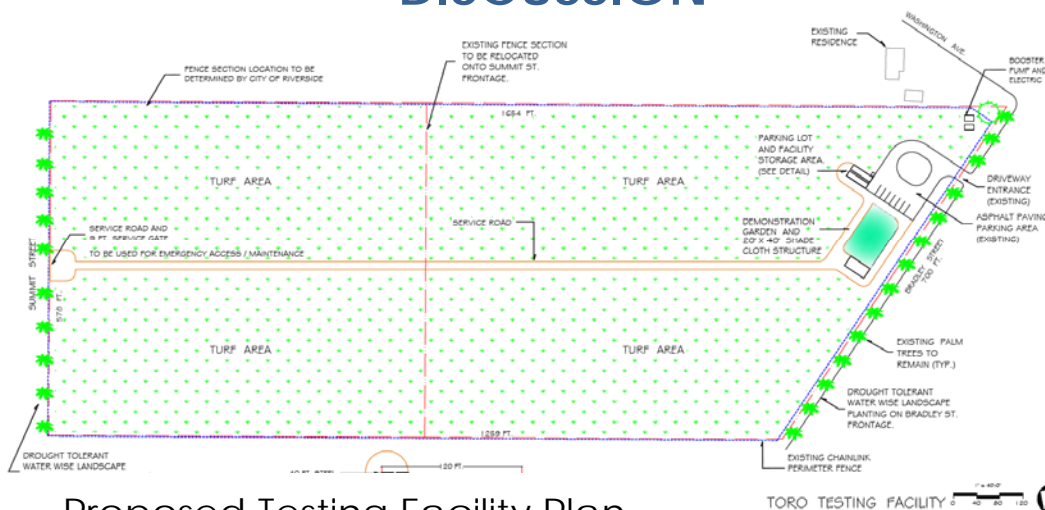 DISCUSSION
WASHINGTON AVE.
EXISTING
RESIDENCE
EXISTING FENCE SECTION
TO BE RELOCATED
ONTO SUMMIT ST.
FRONTAGE.
BOOSTER
PUMP AND
ELECTRIC
FENCE SECTION LOCATION TO BE
DETERMINED BY CITY OF RIVERSIDE
1654 FT.
PARKING LOT
AND FACILITY
STORAGE AREA
(SEE DETAIL)
TURF AREA
TURF AREA
DRIVEWAY
ENTRANCE
(EXISTING)
ASPHALT PAVING
PARKING AREA
(EXISTING)
DEMONSTRATION
GARDEN AND
20' X 40' SHADE
CLOTH STRUCTURE
SERVICE ROAD AND
9 FT. SERVICE GATE
TO BE USED FOR EMERGENCY ACCESS / MAINTENANCE
SERVICE ROAD
SUMMIT STREET
576 FT.
BRADLEY STREET
700 FT.
TURF AREA
TURF AREA
EXISTING PALM
TREES TO
REMAIN (TYP.)
DROUGHT TOLERANT
WATER WISE LANDSCAPE
PLANTING ON BRADLEY ST.
FRONTAGE.
1259 FT.
DROUGHT TOLERANT
WATER WISE LANDSCAPE
EXISTING CHAINLINK
PERIMETER FENCE
120 FT.
Proposed Testing Facility Plan
TORO TESTING FACILITY
0 40 80 120